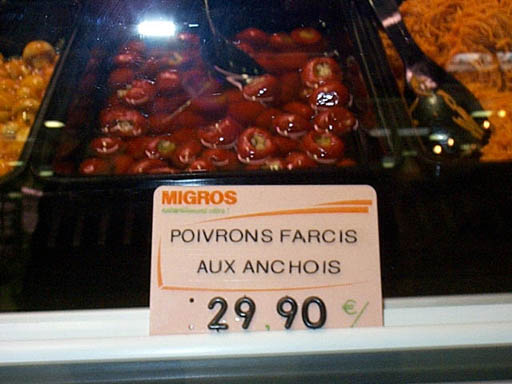 MIGROS
POIVRONS FARCIS
AUX ANCHOIS
29.90 €/